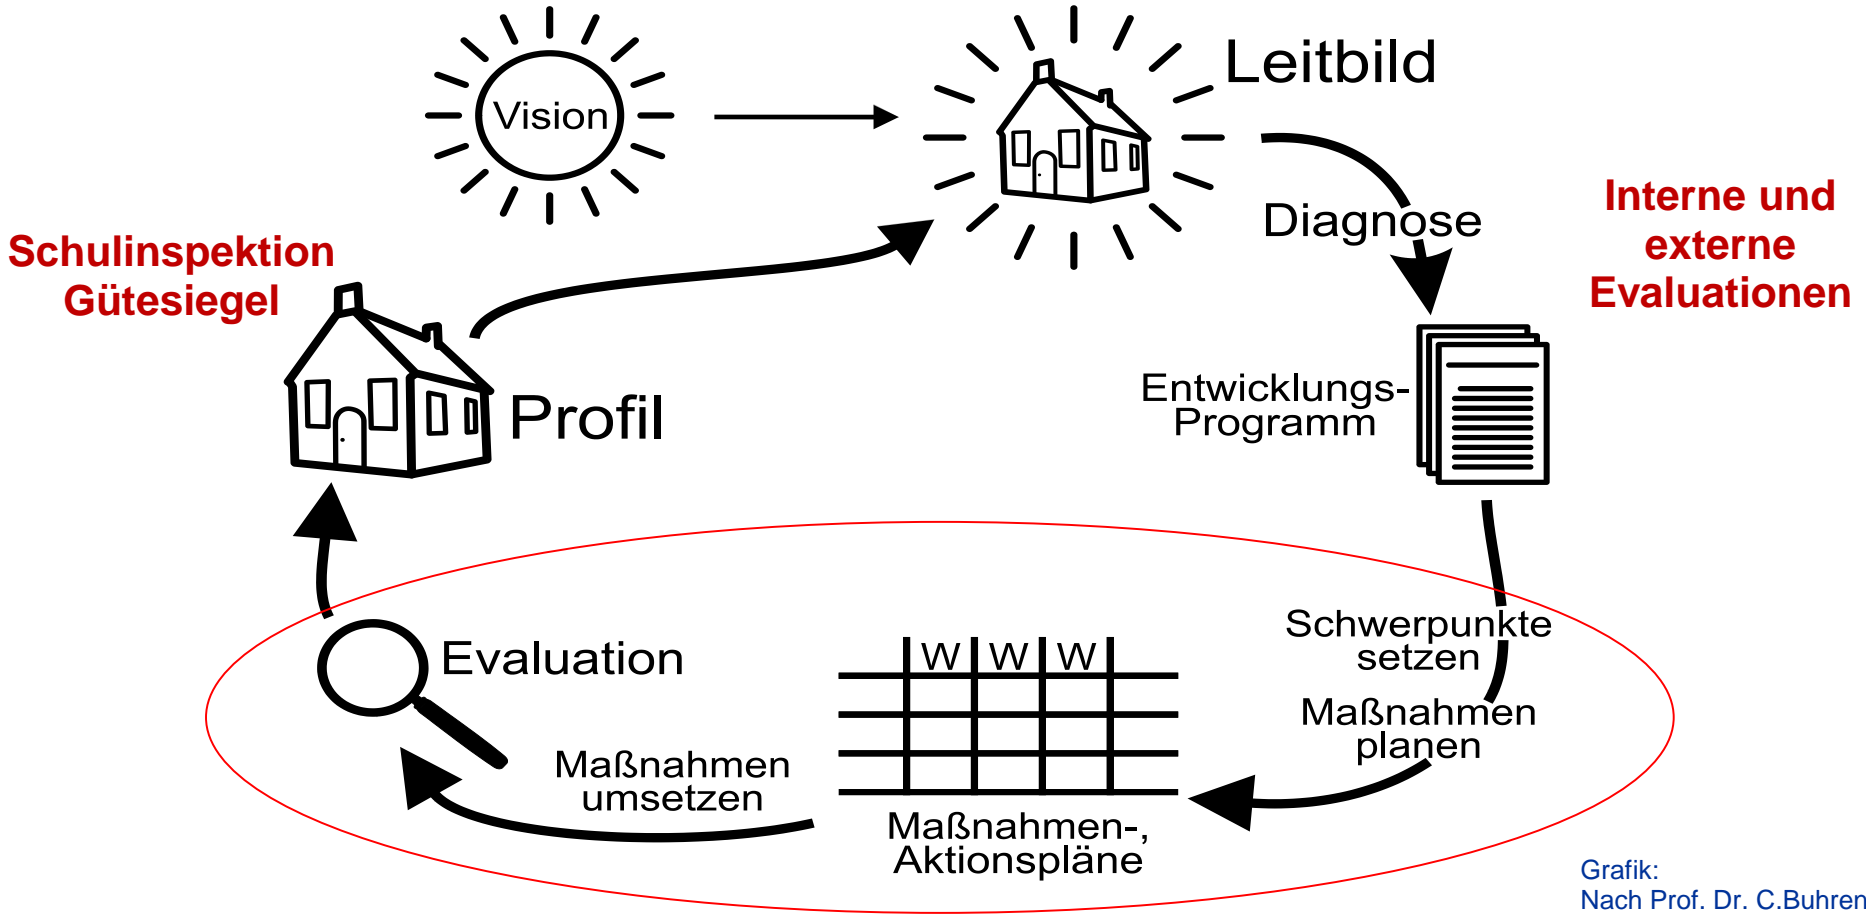 Vision
Leitbild
Diagnose
Interne und
externe
Evaluationen
Schulinspektion
Gütesiegel
Profil
Entwicklungs-
Programm
Schwerpunkte
setzen
Maßnahmen
planen
W W W
Maßnahmen-,
Aktionspläne
Maßnahmen
umsetzen
Evaluation
Grafik:
Nach Prof. Dr. C.Buhren